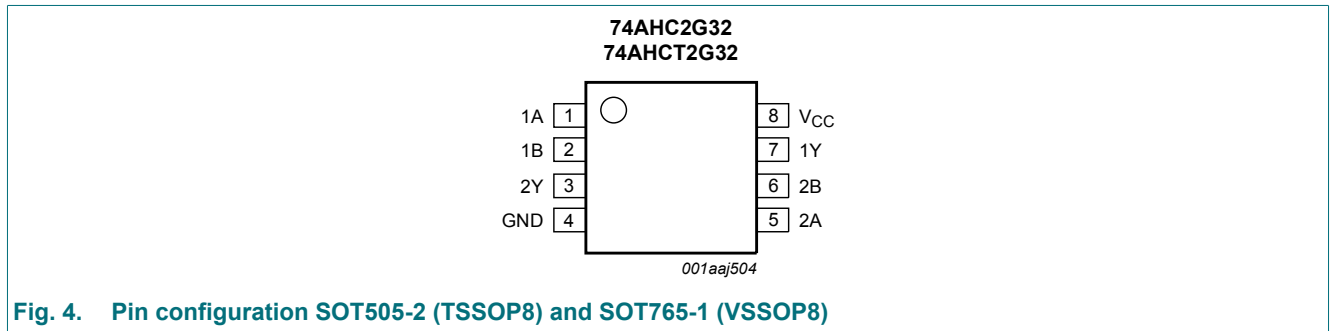 74AHC2G32
74AHCT2G32
1A 1 8 VCC
1B 2 7 1Y
2Y 3 6 2B
GND 4 5 2A
001aaj504
Fig. 4. Pin configuration SOT505-2 (TSSOP8) and SOT765-1 (VSSOP8)